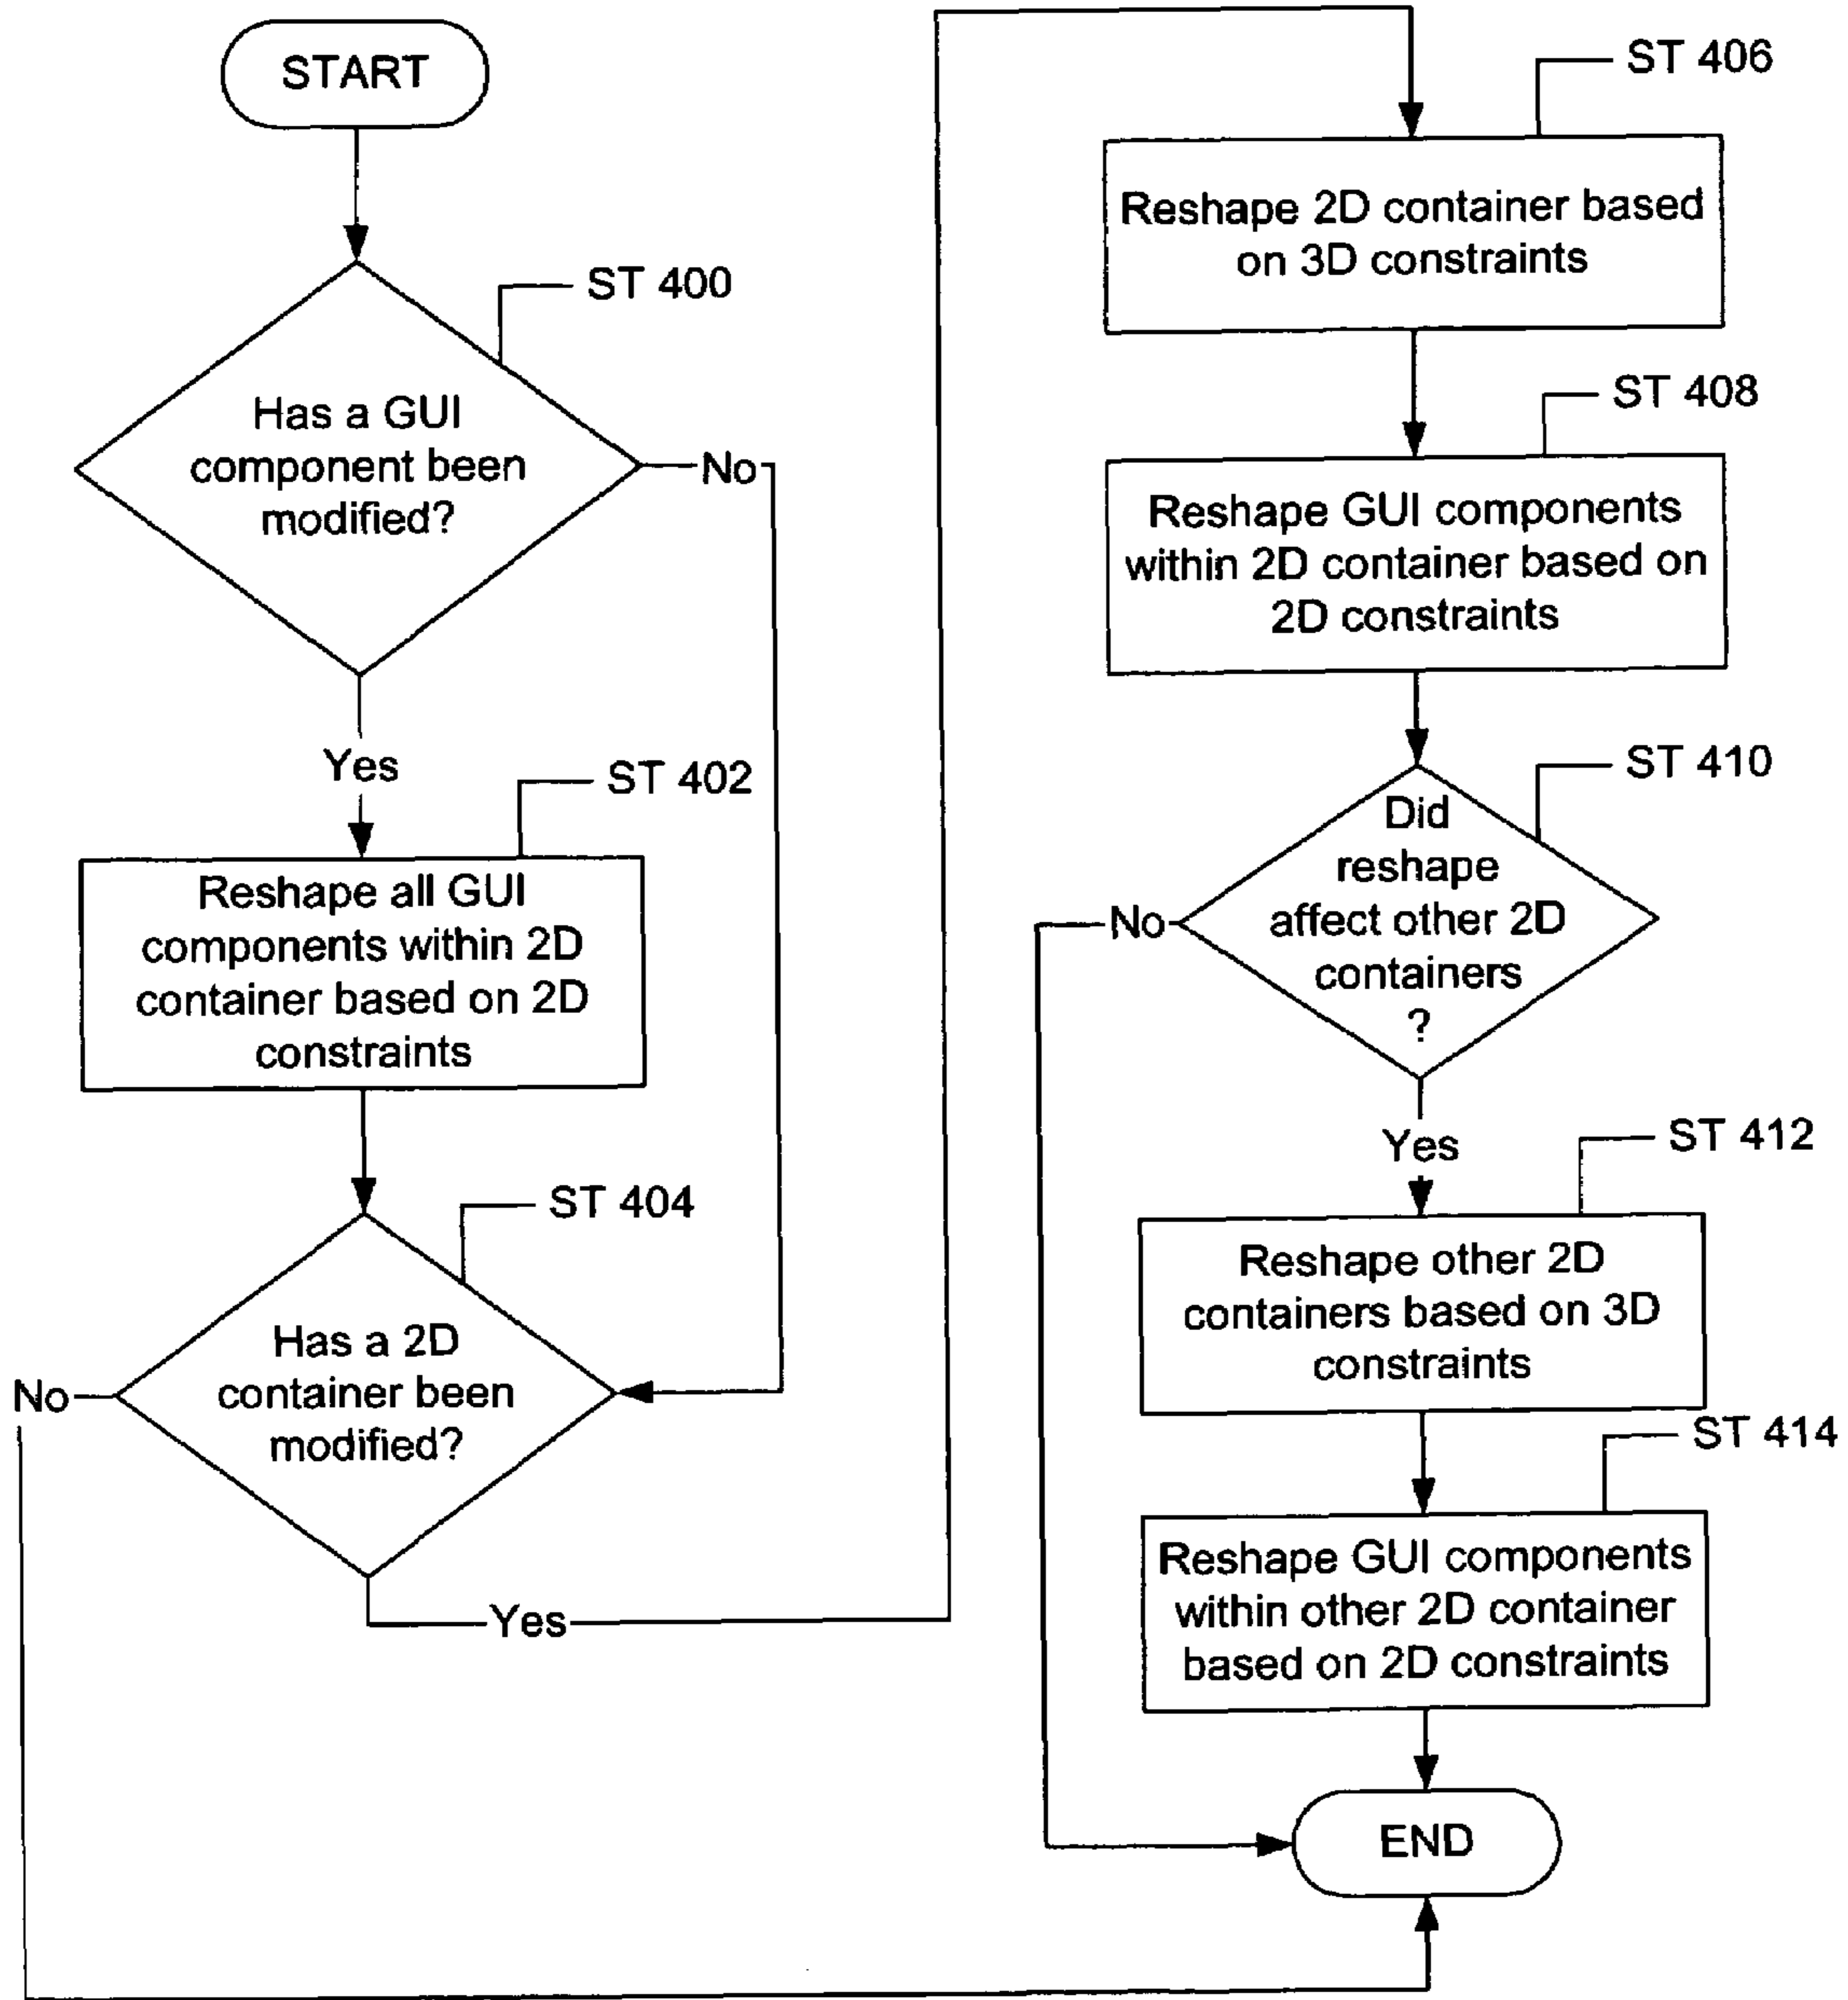 START
ST 400
Has a GUI
component been
modified?
No
Yes
ST 402
Reshape all GUI
components within 2D
container based on 2D
constraints
ST 404
Has a 2D
container been
modified?
No
Yes
ST 406
Reshape 2D container based
on 3D constraints
ST 408
Reshape GUI components
within 2D container based on
2D constraints
ST 410
Did
reshape
affect other 2D
containers
?
No
Yes
ST 412
Reshape other 2D
containers based on 3D
constraints
ST 414
Reshape GUI components
within other 2D container
based on 2D constraints
END